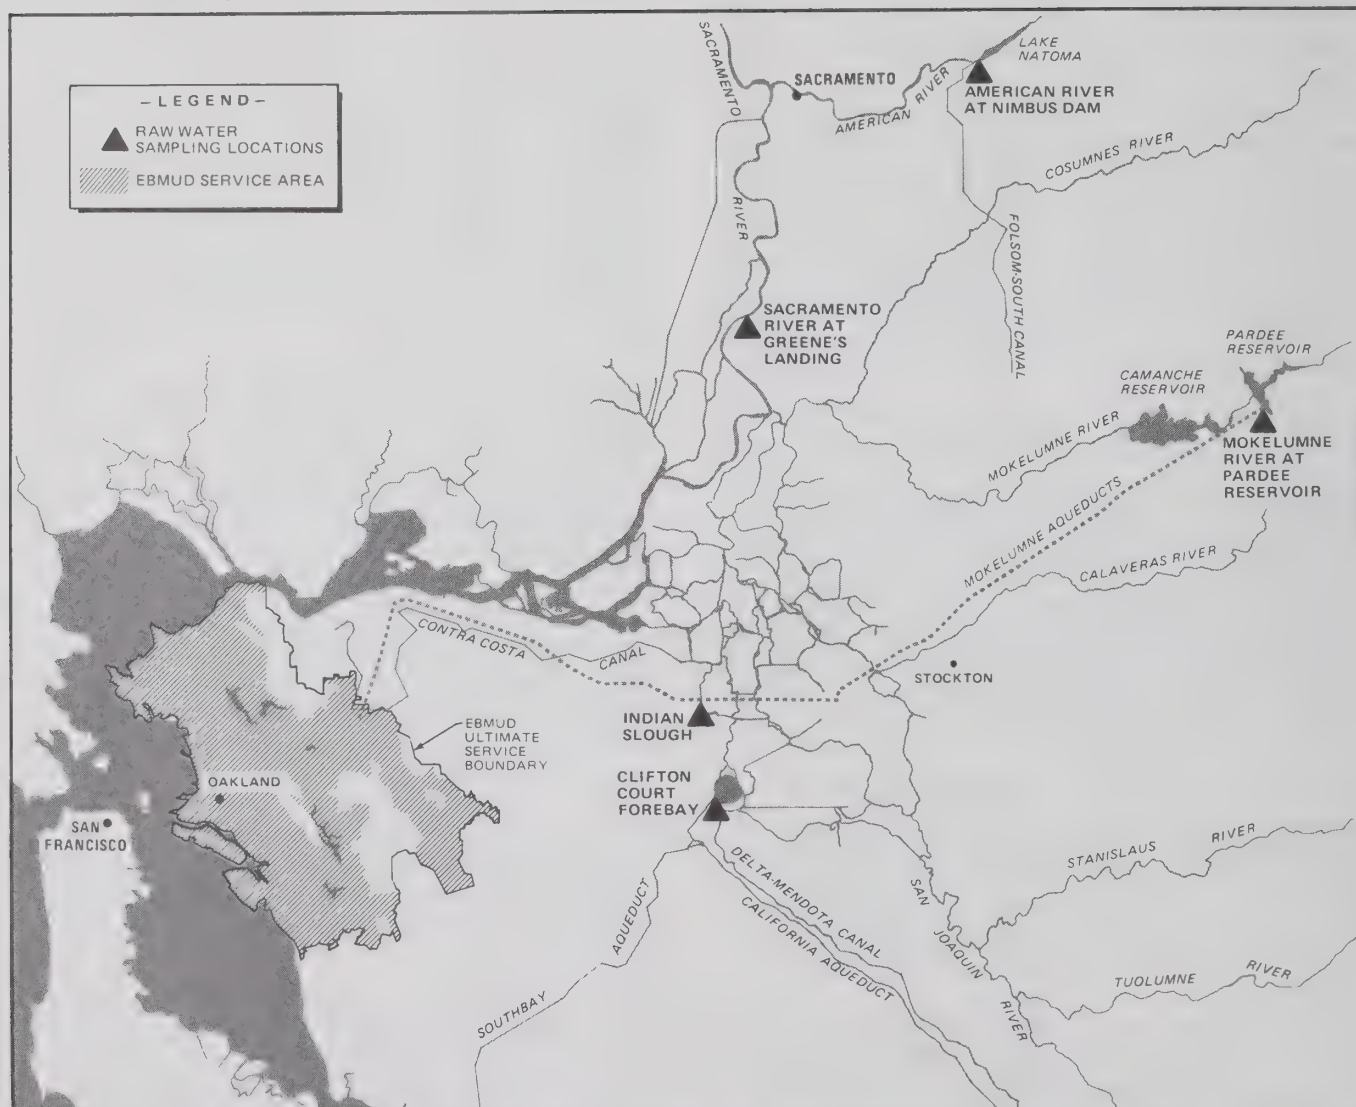 – LEGEND –
RAW WATER
SAMPLING LOCATIONS
EBMUD SERVICE AREA
SACRAMENTO
RIVER
SACRAMENTO
AMERICAN
RIVER
LAKE
NATOMA
AMERICAN RIVER
AT NIMBUS DAM
COSUMNES RIVER
FOLSOM-SOUTH CANAL
SACRAMENTO
RIVER AT
GREENE'S
LANDING
PARDEE
RESERVOIR
CAMANCHE
RESERVOIR
MOKELUMNE RIVER
MOKELUMNE
RIVER AT
PARDEE
RESERVOIR
MOKELUMNE AQUEDUCTS
CALAVERAS RIVER
CONTRA COSTA
CANAL
STOCKTON
INDIAN
SLOUGH
EBMUD
ULTIMATE
SERVICE
BOUNDARY
OAKLAND
CLIFTON
COURT
FOREBAY
SAN
FRANCISCO
STANISLAUS
RIVER
DELTA-MENDOTA CANAL
CALIFORNIA AQUEDUCT
SAN
JOAQUIN
RIVER
SOUTHBAY
AQUEDUCT
TUOLUMNE
RIVER